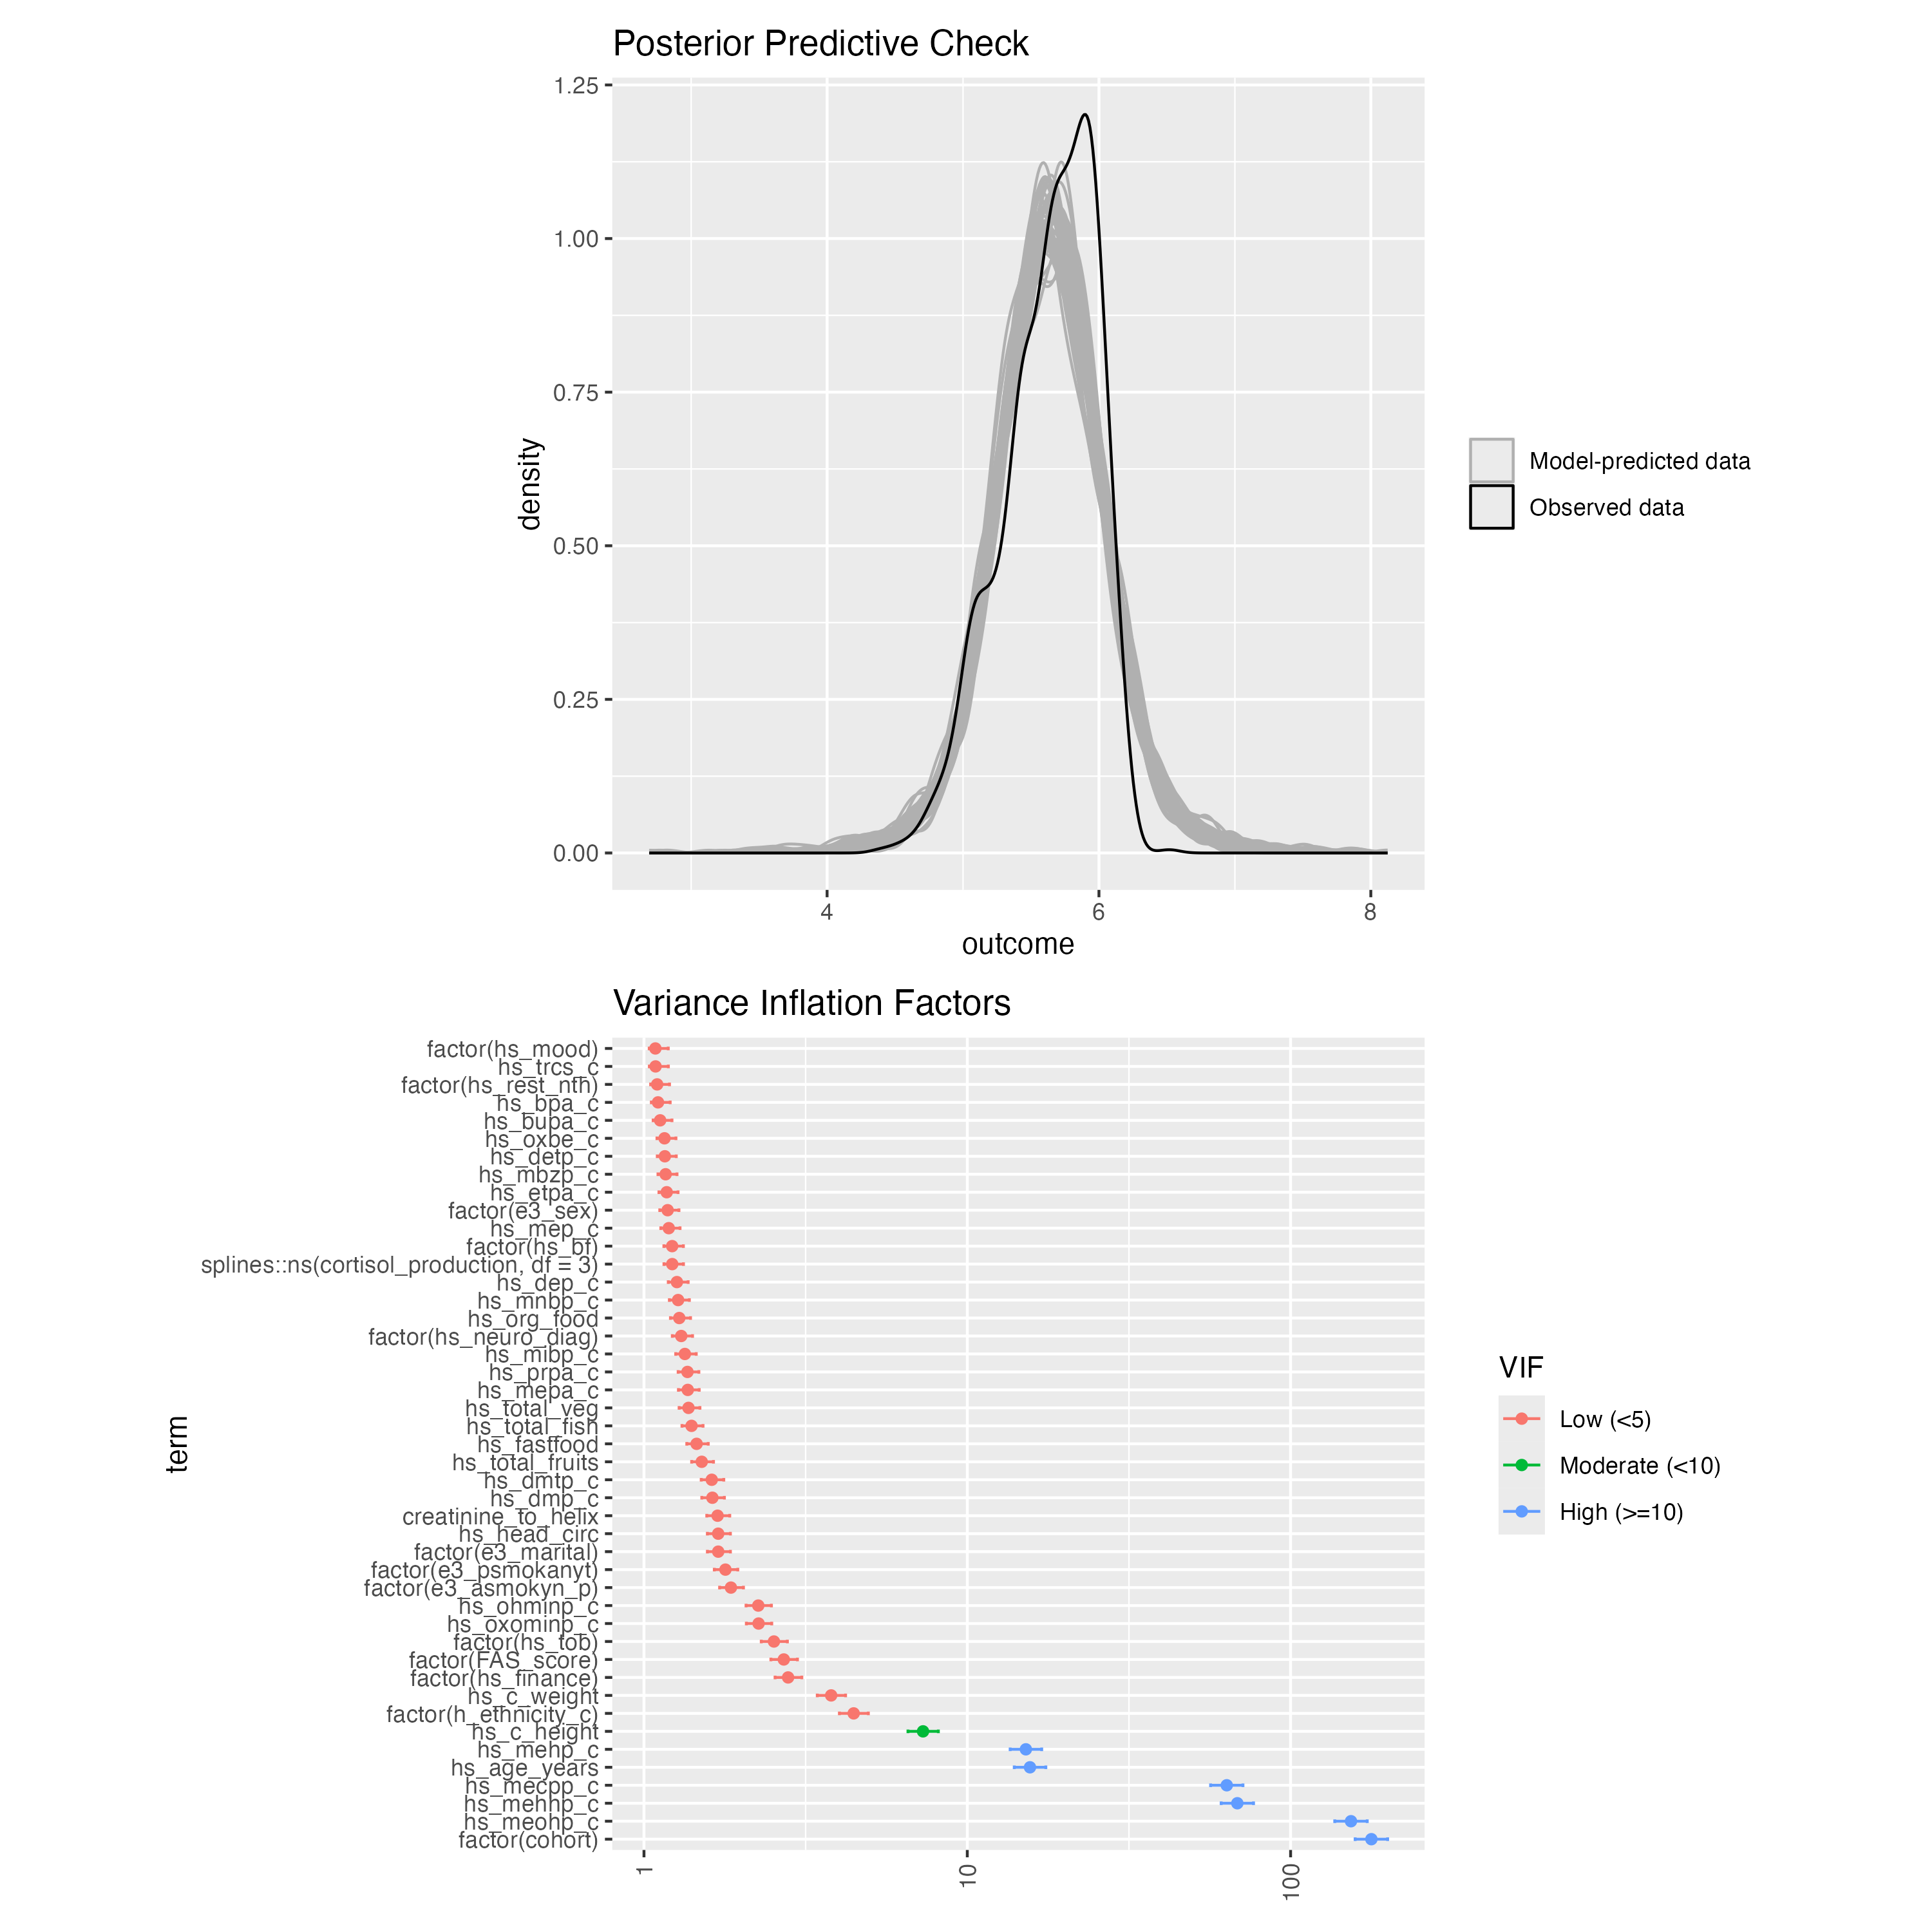 Posterior Predictive Check
1.25
1.00
0.75
0.50
0.25
0.00
density
4
6
8
outcome
Model-predicted data
Observed data
Variance Inflation Factors
factor(hs_mood)
hs_trcs_c
factor(hs_rest_nth)
hs_bpa_c
hs_bupa_c
hs_oxbe_c
hs_detp_c
hs_mbzp_c
hs_etpa_c
factor(e3_sex)
hs_mep_c
factor(hs_bf)
splines::ns(cortisol_production, df = 3)
hs_dep_c
hs_mnbp_c
hs_org_food
factor(hs_neuro_diag)
hs_mibp_c
hs_prpa_c
hs_mepa_c
hs_total_veg
hs_total_fish
hs_fastfood
hs_total_fruits
hs_dmtp_c
hs_dmp_c
creatinine_to_helix
hs_head_circ
factor(e3_marital)
factor(e3_psmokanyt)
factor(e3_asmokyn_p)
hs_ohminp_c
hs_oxominp_c
factor(hs_tob)
factor(FAS_score)
factor(hs_finance)
hs_c_weight
factor(h_ethnicity_c)
hs_c_height
hs_mehp_c
hs_age_years
hs_mecpp_c
hs_mehhp_c
hs_meohp_c
factor(cohort)
term
1
10
100
VIF
Low (<5)
Moderate (<10)
High (>=10)